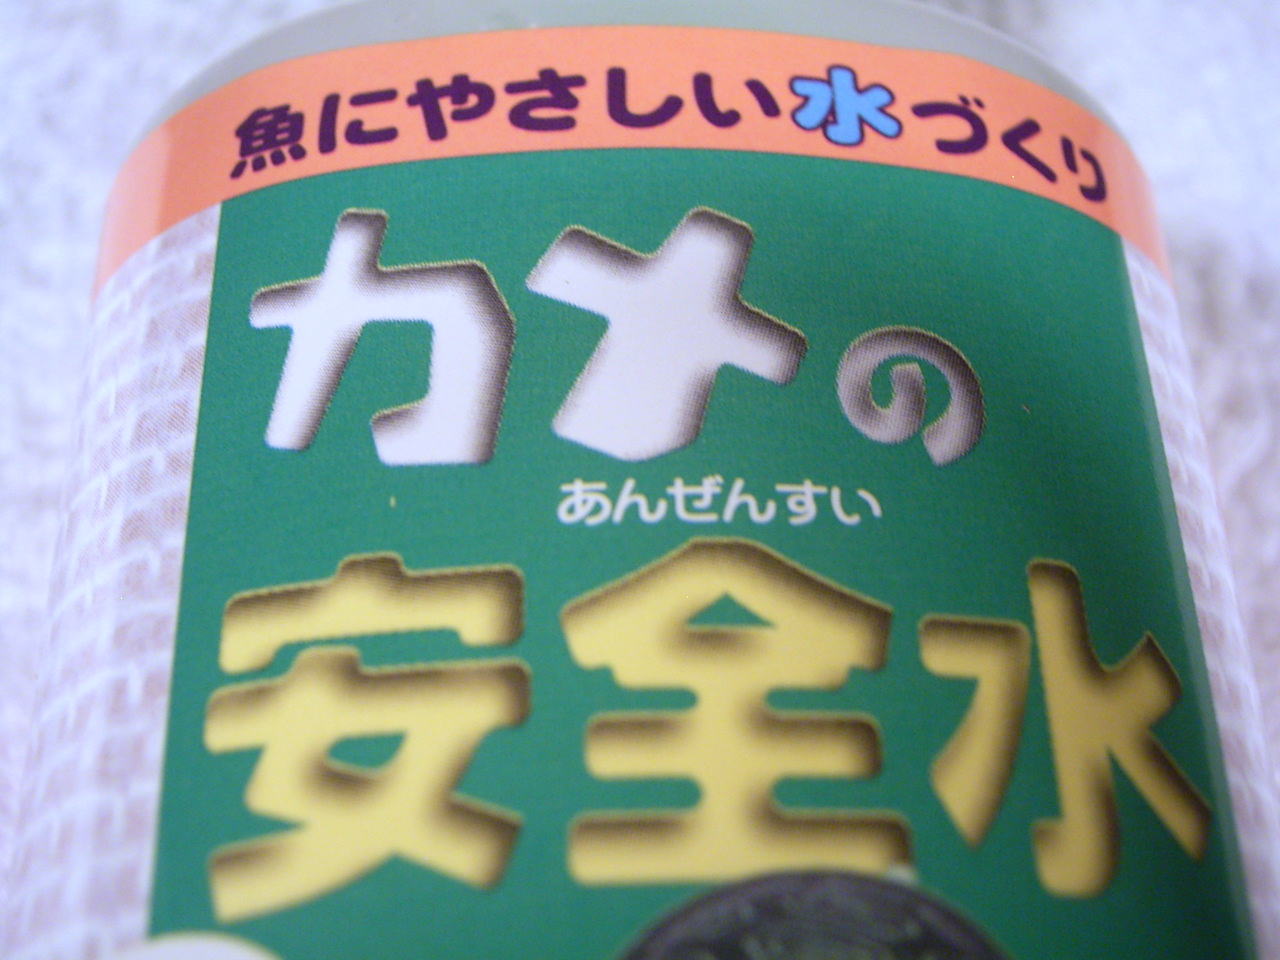 魚にやさしい水づくり
カメの
あんぜんすい
安全水